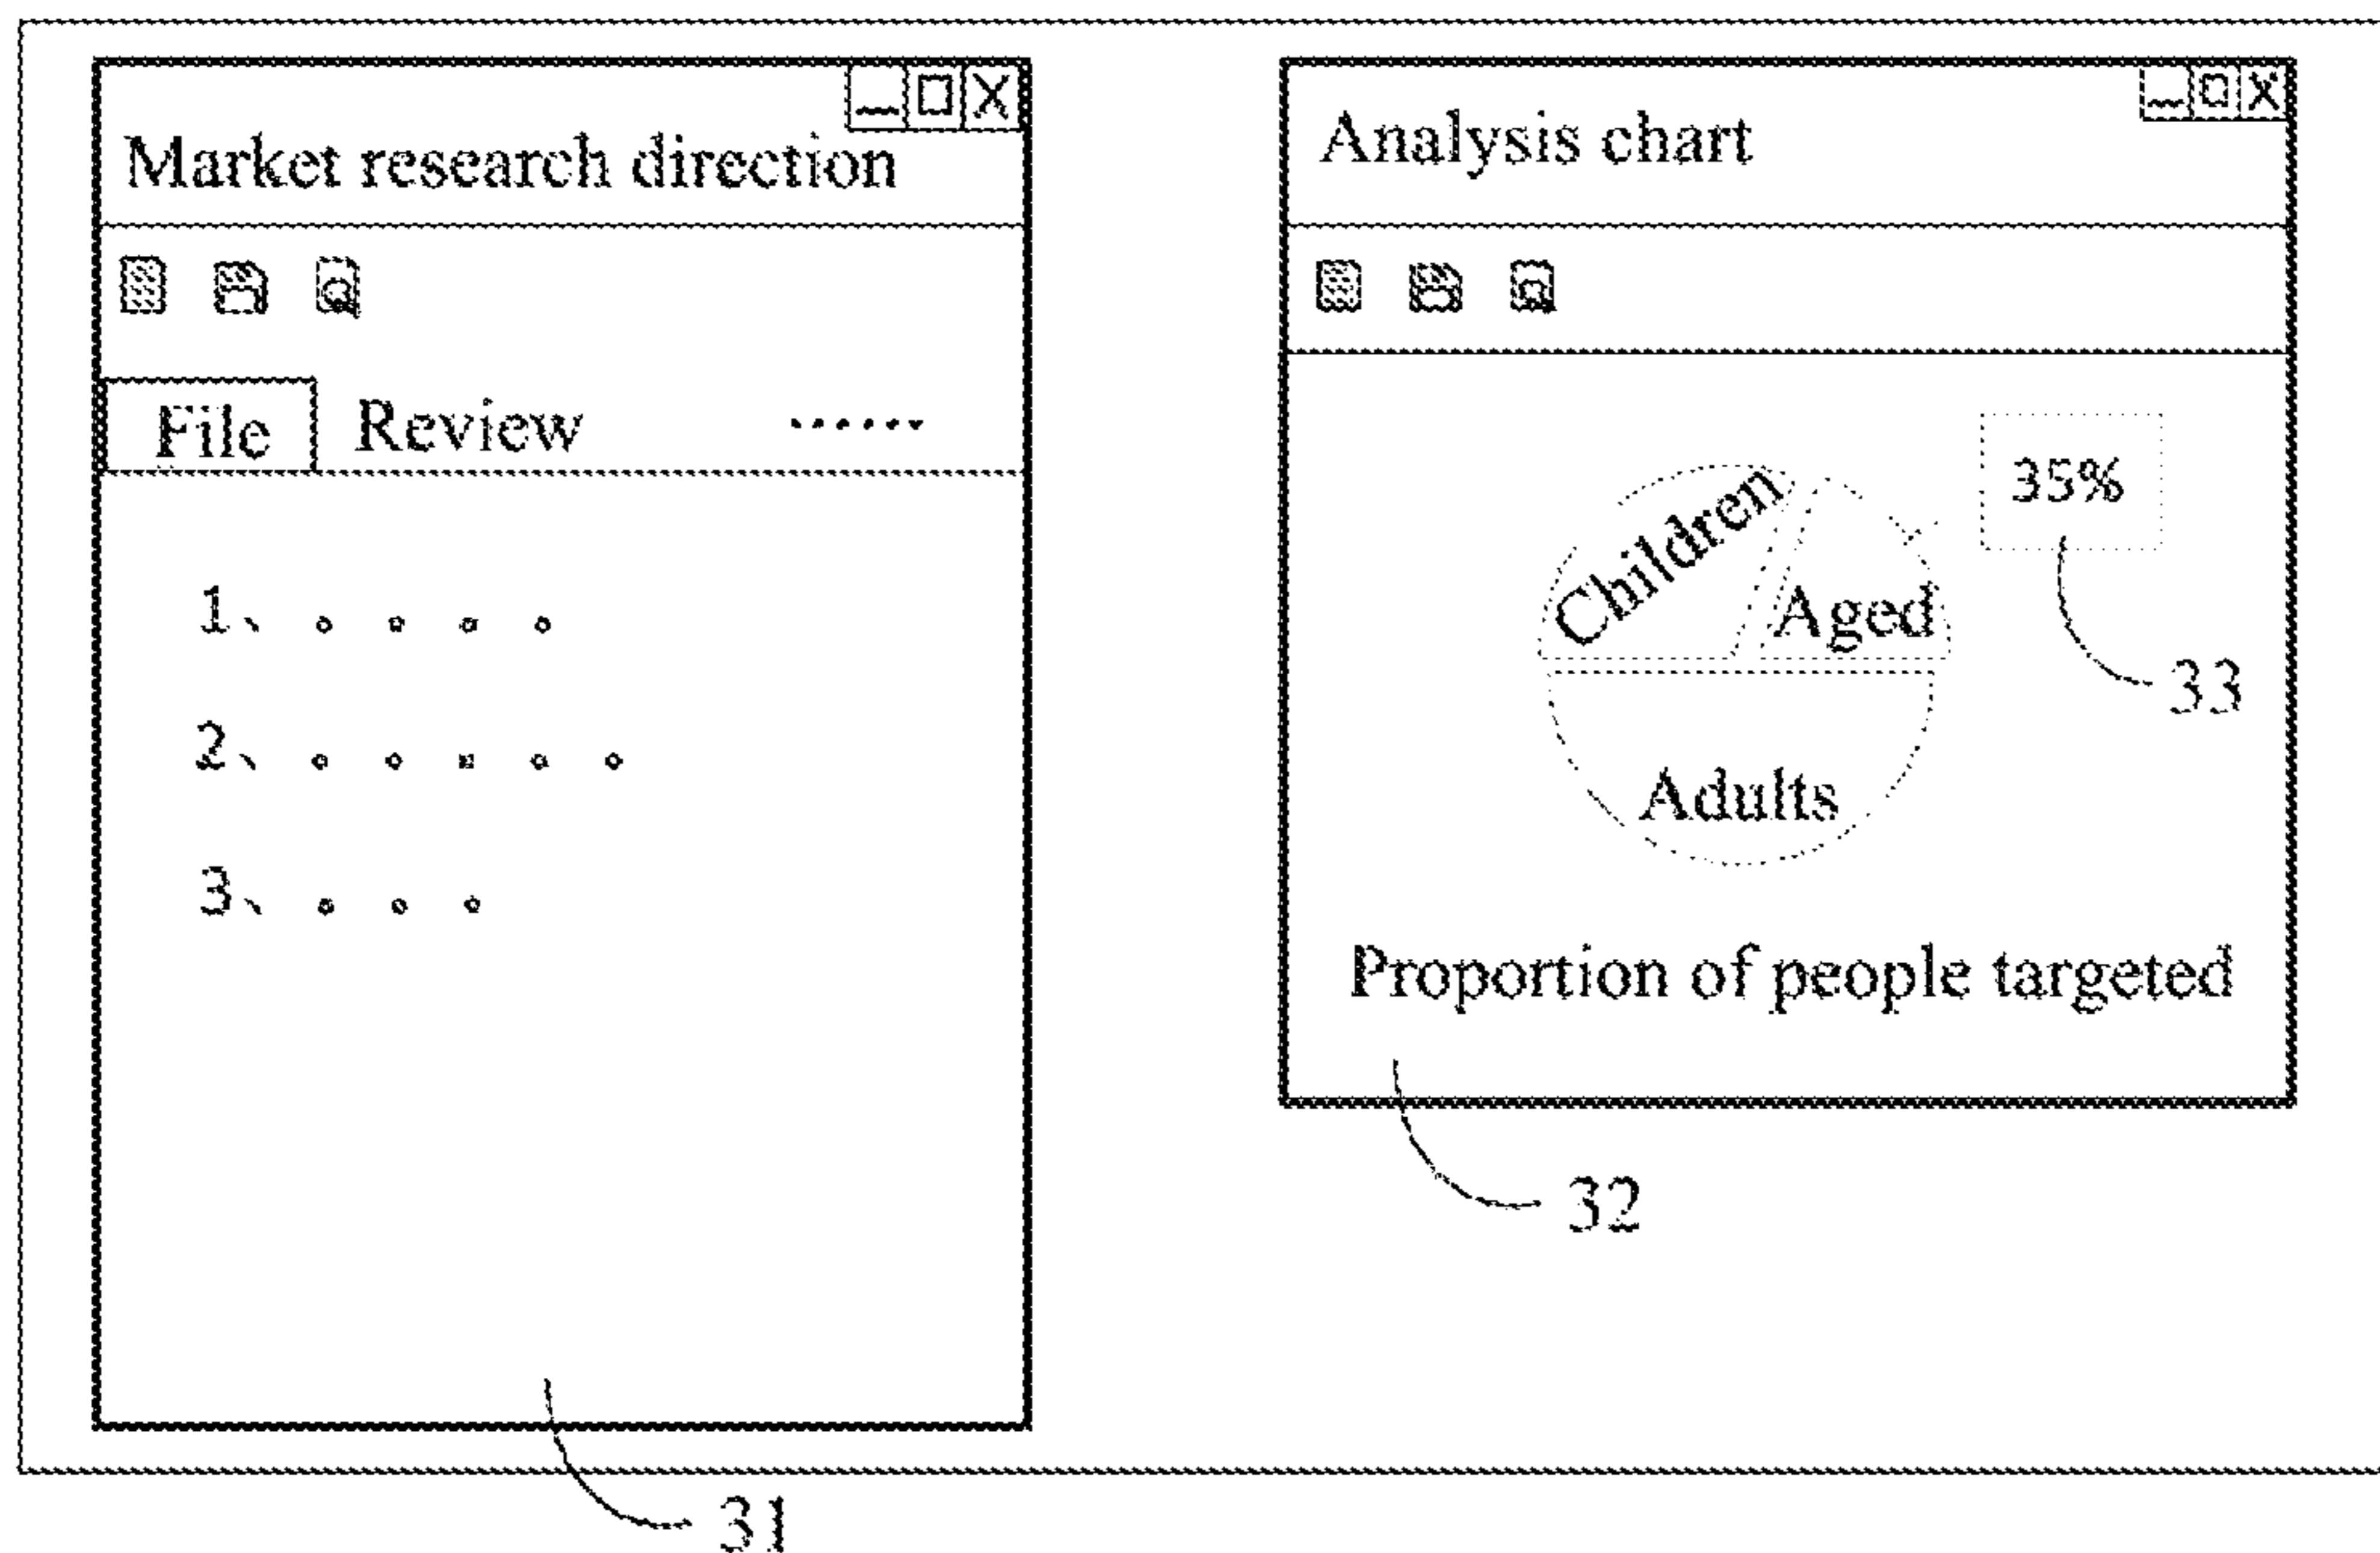 Market research direction
File Review ......
1、。。。。
2、。。。。。
3、。。。
31
Analysis chart
35%
33
Children
Aged
Adults
Proportion of people targeted
32